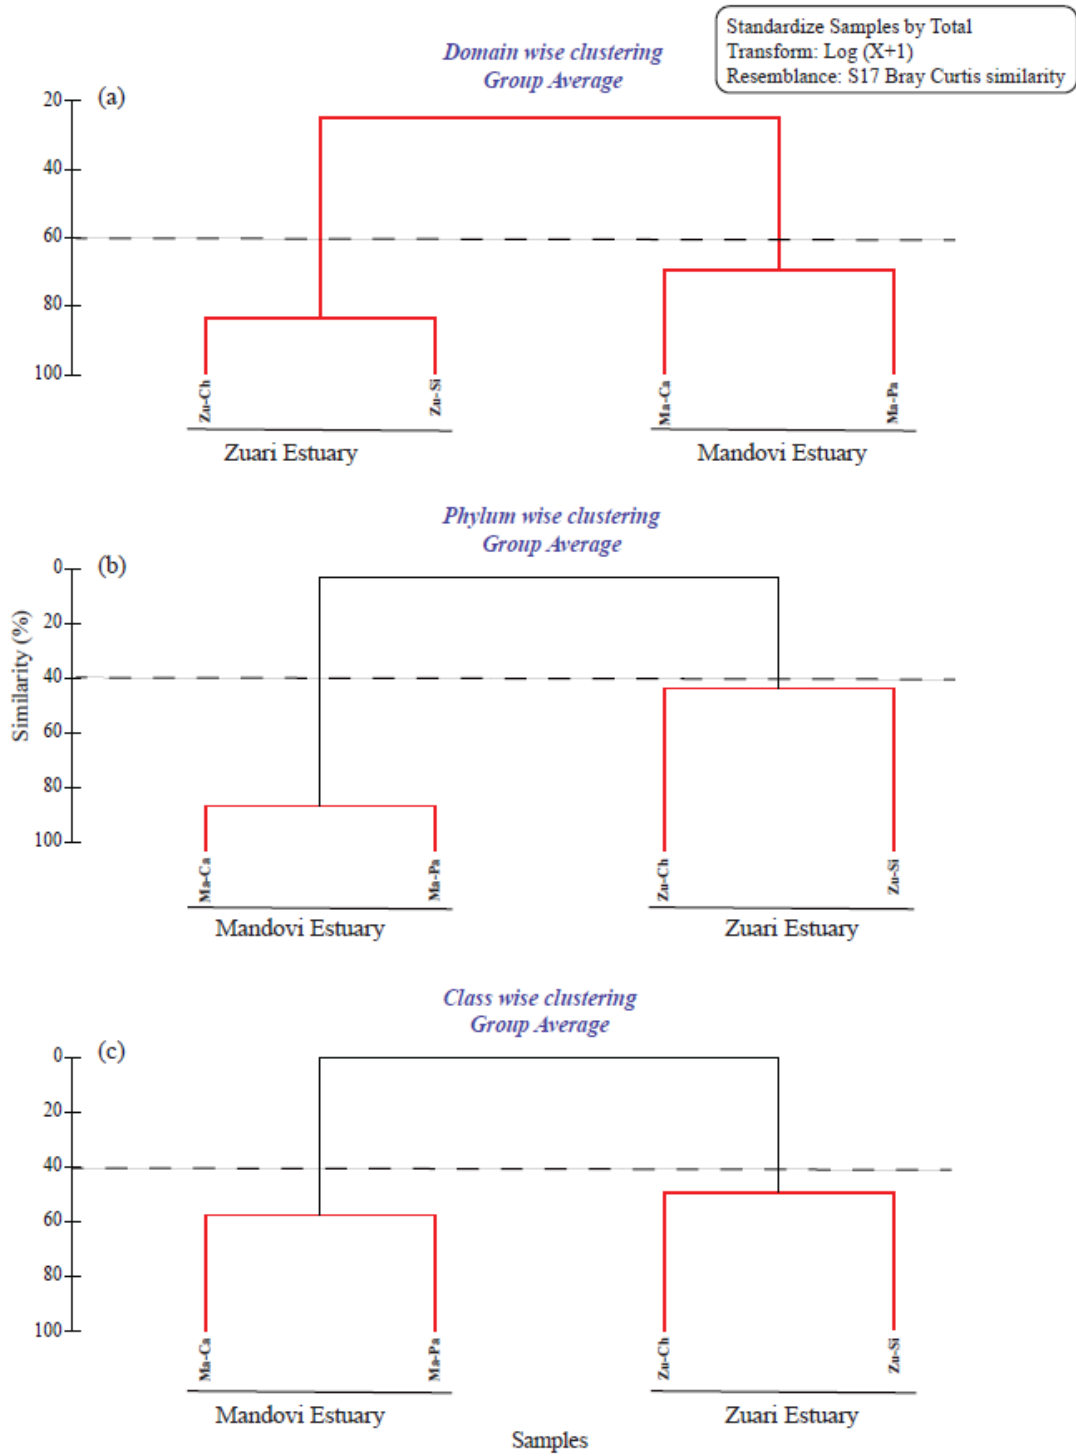 Standardize Samples by Total
Transform: Log (X+1)
Resemblance: S17 Bray Curtis similarity
Domain wise clustering
Group Average
(a)
20
40
60
80
100
Zu-Ch
Zu-Si
Ma-Ca
Ma-Pa
Zuari Estuary
Mandovi Estuary
Phylum wise clustering
Group Average
(b)
Similarity (%)
0
20
40
60
80
100
Ma-Ca
Ma-Pa
Zu-Ch
Zu-Si
Mandovi Estuary
Zuari Estuary
Class wise clustering
Group Average
(c)
0
20
40
60
80
100
Ma-Ca
Ma-Pa
Zu-Ch
Zu-Si
Mandovi Estuary
Zuari Estuary
Samples